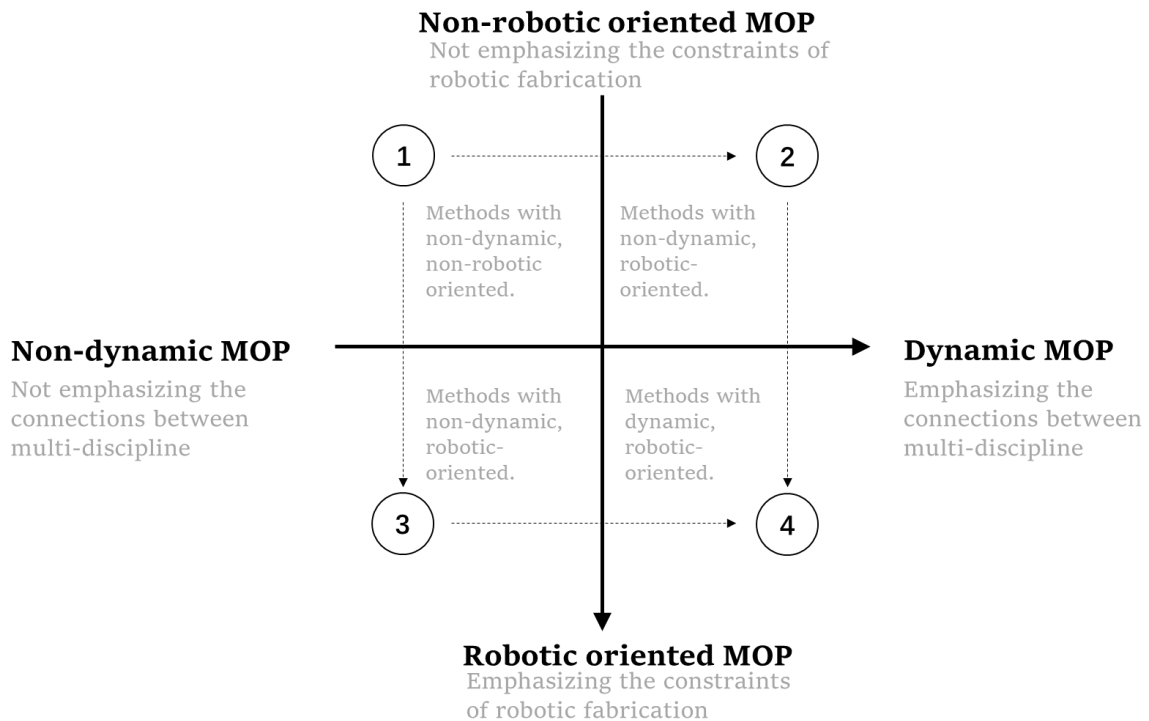 Non-robotic oriented MOP
Not emphasizing the constraints of
robotic fabrication
1
2
Methods with
non-dynamic,
non-robotic
oriented.
Methods with
non-dynamic,
robotic-
oriented.
Non-dynamic MOP
Not emphasizing the
connections between
multi-discipline
Dynamic MOP
Emphasizing the
connections between
multi-discipline
Methods with
non-dynamic,
robotic-
oriented.
Methods with
dynamic,
robotic-
oriented.
3
4
Robotic oriented MOP
Emphasizing the constraints
of robotic fabrication